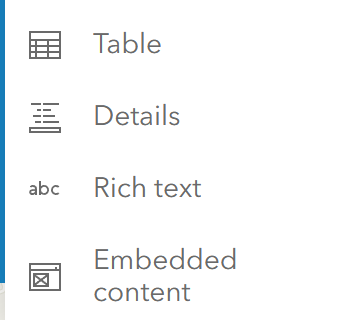 Table
Details
abc Rich text
Embedded
content